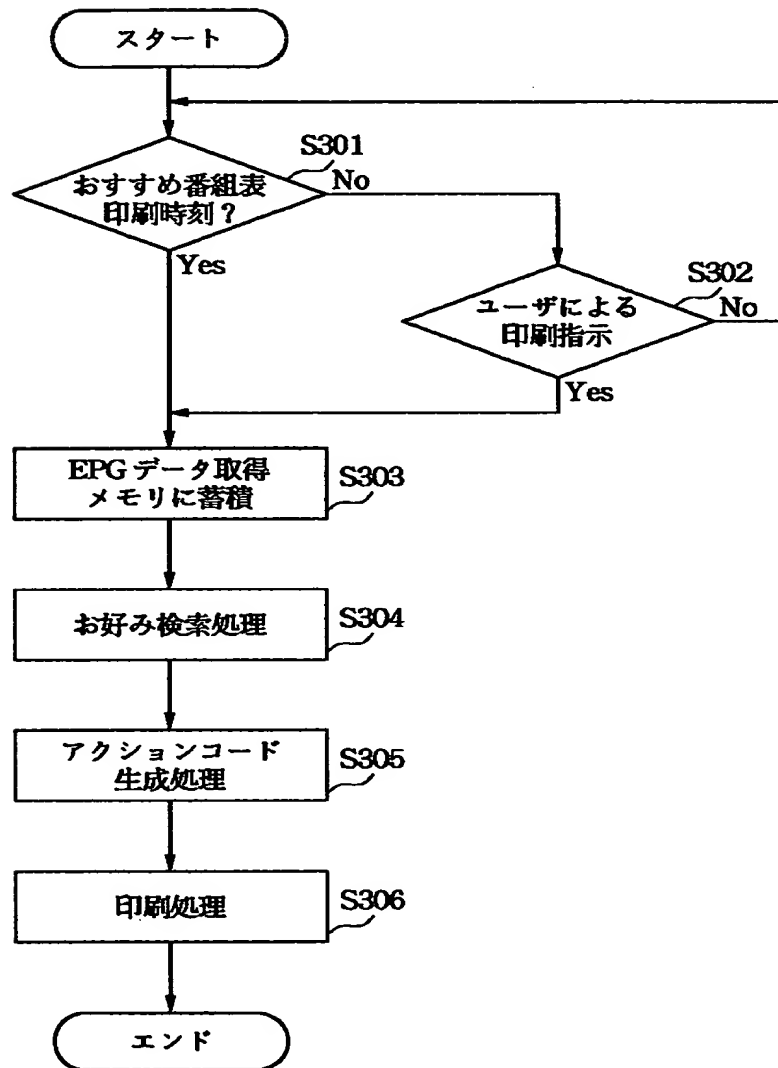 スタート
S301
おすすめ番組表
印刷時刻？
No
Yes
S302
ユーザによる
印刷指示
No
Yes
EPGデータ取得
メモリに蓄積
S303
お好み検索処理
S304
アクションコード
生成処理
S305
印刷処理
S306
エンド